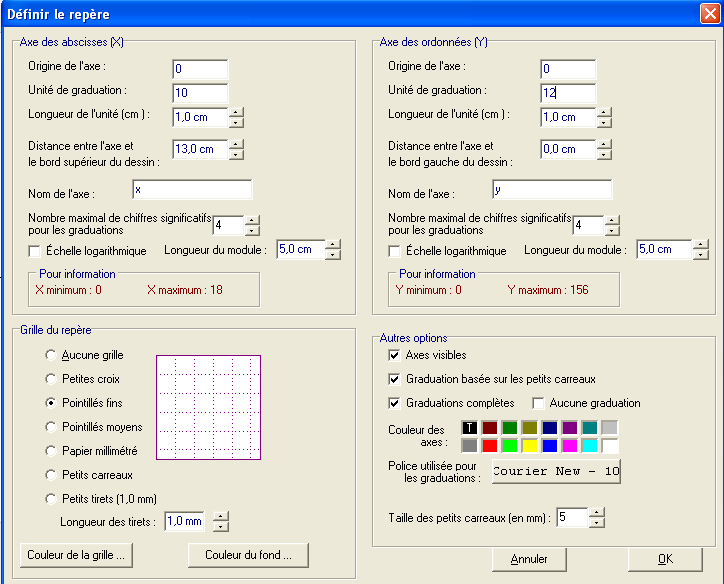 Définir le repère
Axe des abscisses (X)
Origine de l'axe : 0
Unité de graduation : 10
Longueur de l'unité (cm) : 1,0 cm
Distance entre l'axe et
le bord supérieur du dessin : 13,0 cm
Nom de l'axe : x
Nombre maximal de chiffres significatifs
pour les graduations 4
Échelle logarithmique Longueur du module : 5,0 cm
Pour information
X minimum : 0 X maximum : 18
Axe des ordonnées (Y)
Origine de l'axe : 0
Unité de graduation : 12
Longueur de l'unité (cm) : 1,0 cm
Distance entre l'axe et
le bord gauche du dessin : 0,0 cm
Nom de l'axe : y
Nombre maximal de chiffres significatifs
pour les graduations 4
Échelle logarithmique Longueur du module : 5,0 cm
Pour information
Y minimum : 0 Y maximum : 156
Grille du repère
Aucune grille
Petites croix
Pointillés fins
Pointillés moyens
Papier millimétré
Petits carreaux
Petits tirets (1,0 mm)
Longueur des tirets : 1,0 mm
Couleur de la grille ... Couleur du fond ...
Autres options
Axes visibles
Graduation basée sur les petits carreaux
Graduations complètes Aucune graduation
Couleur des
axes : T
Police utilisée pour
les graduations : Courier New - 10
Taille des petits carreaux (en mm) : 5
Annuler OK